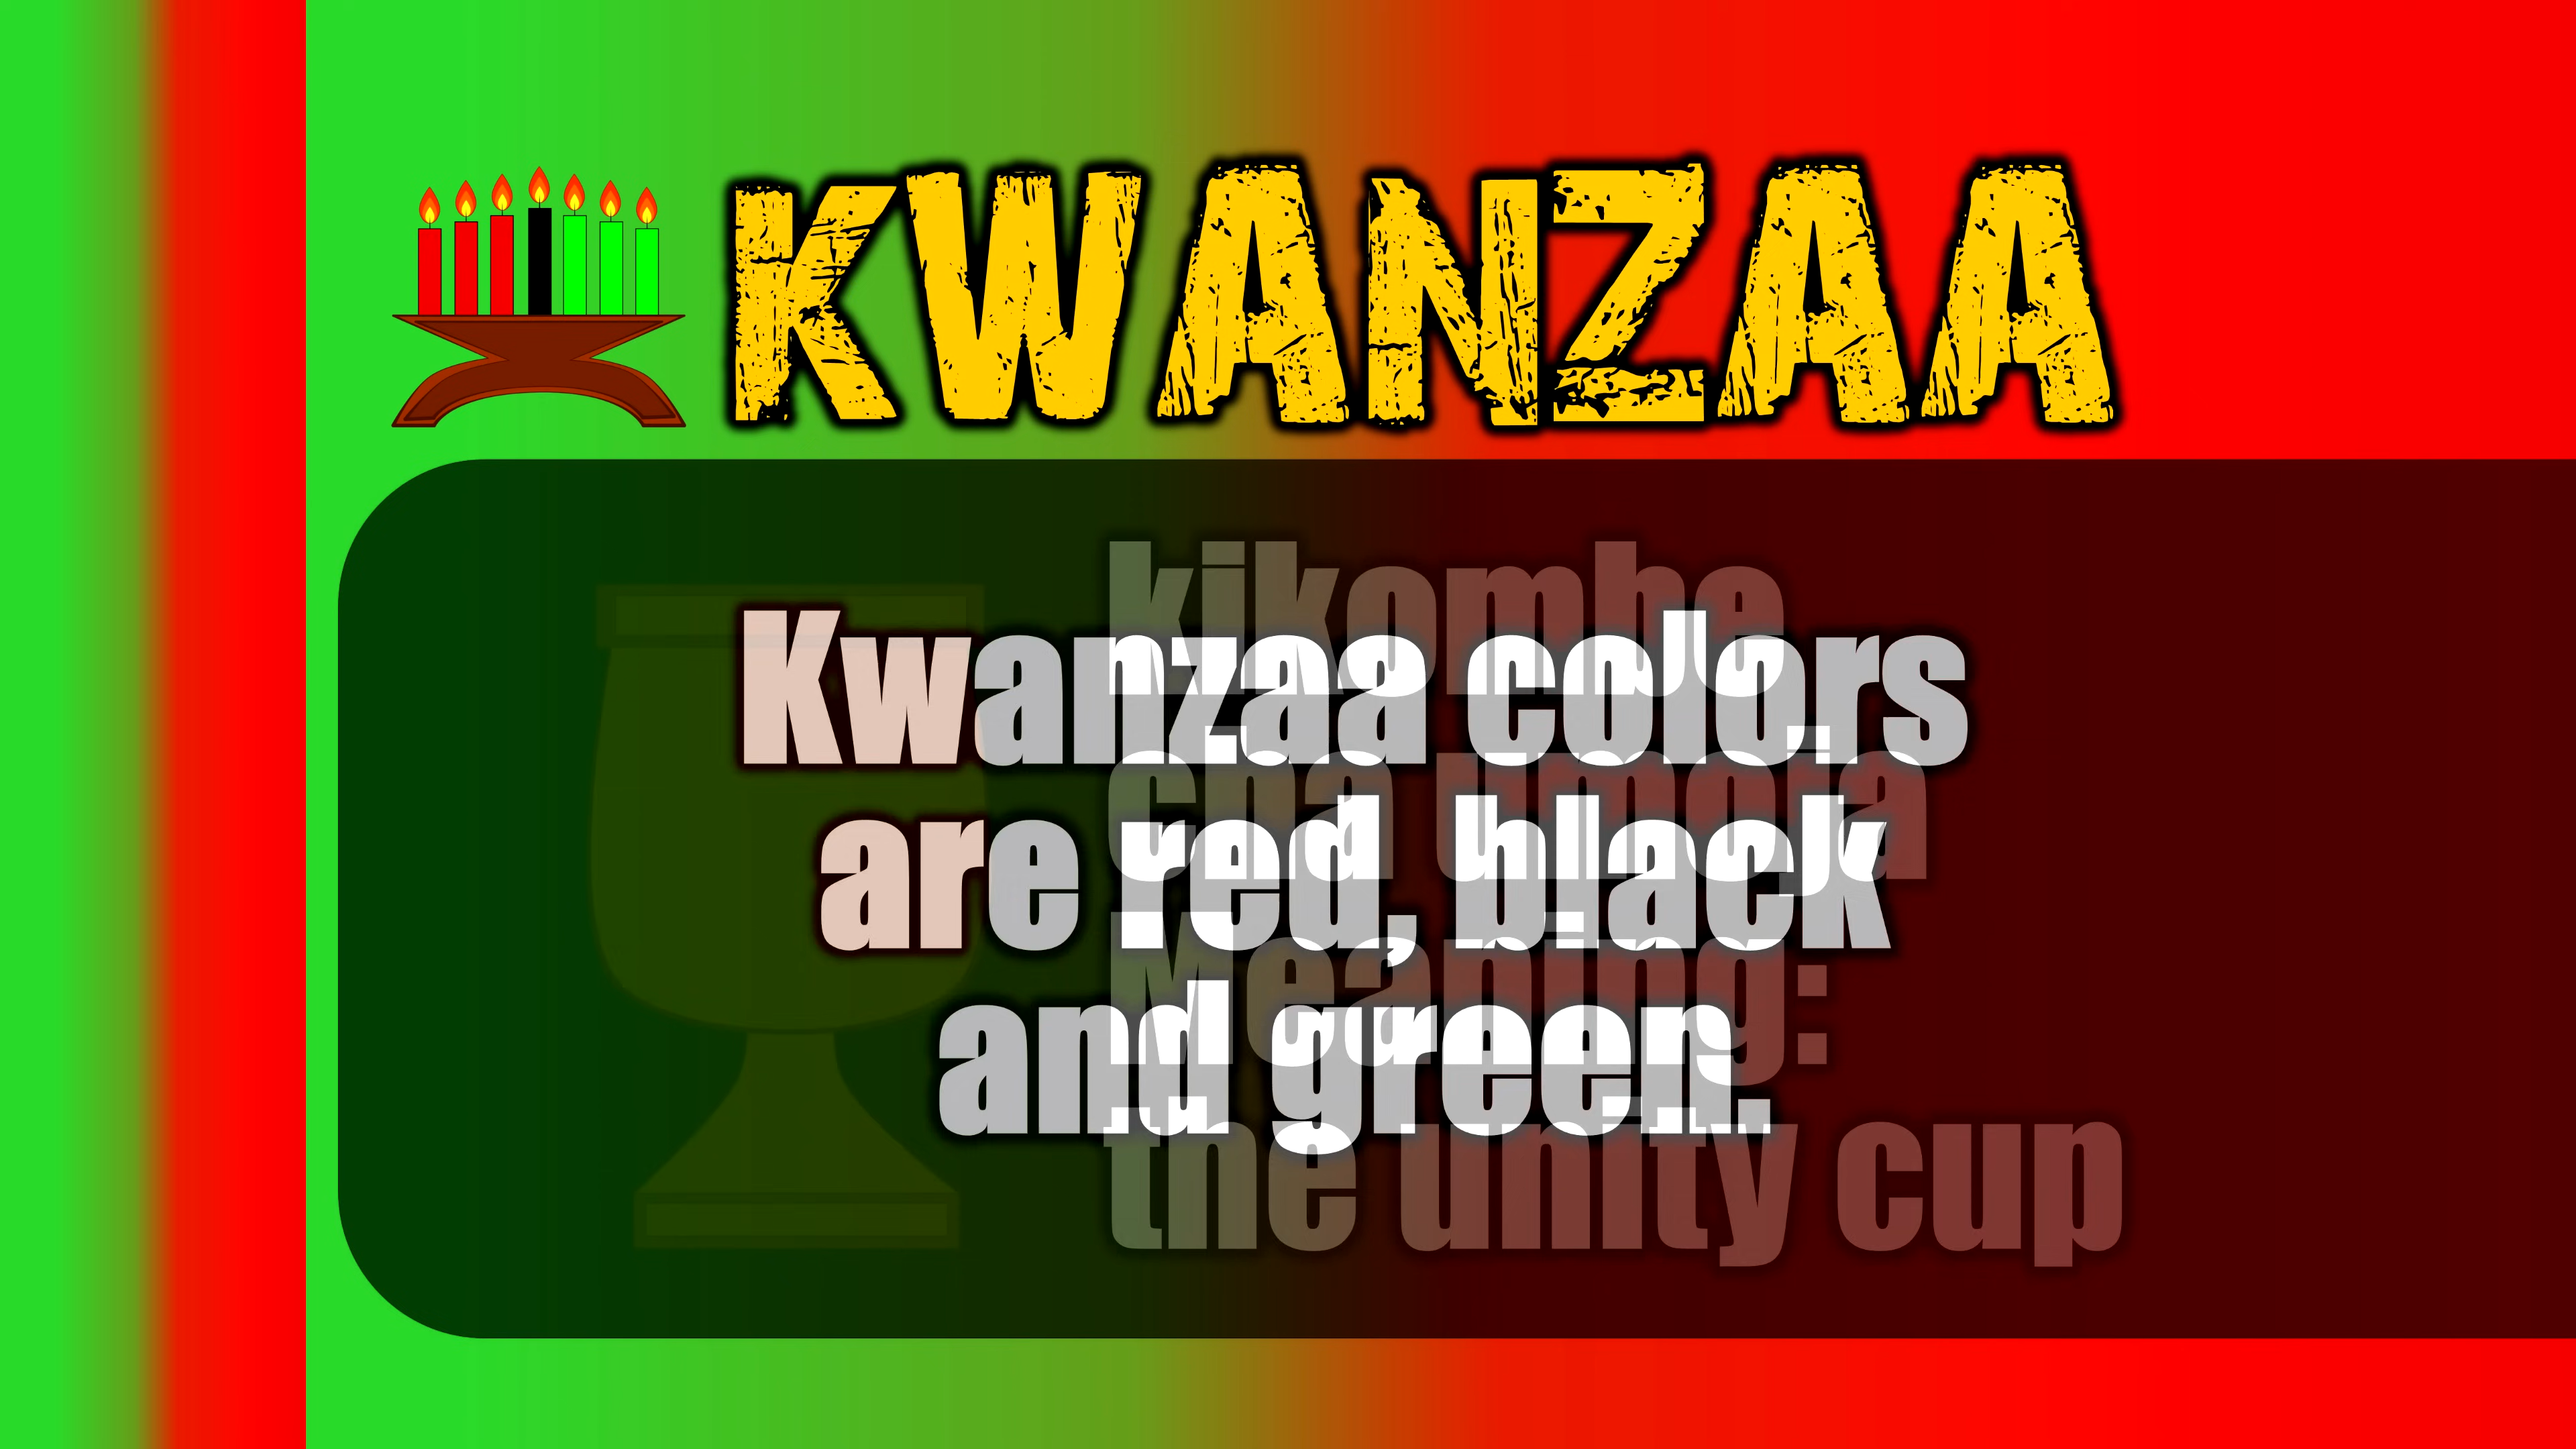 KWANZAA
Kwanzaa colors
are red, black
and green.
kikombe
cha umoja
Meaning:
the unity cup